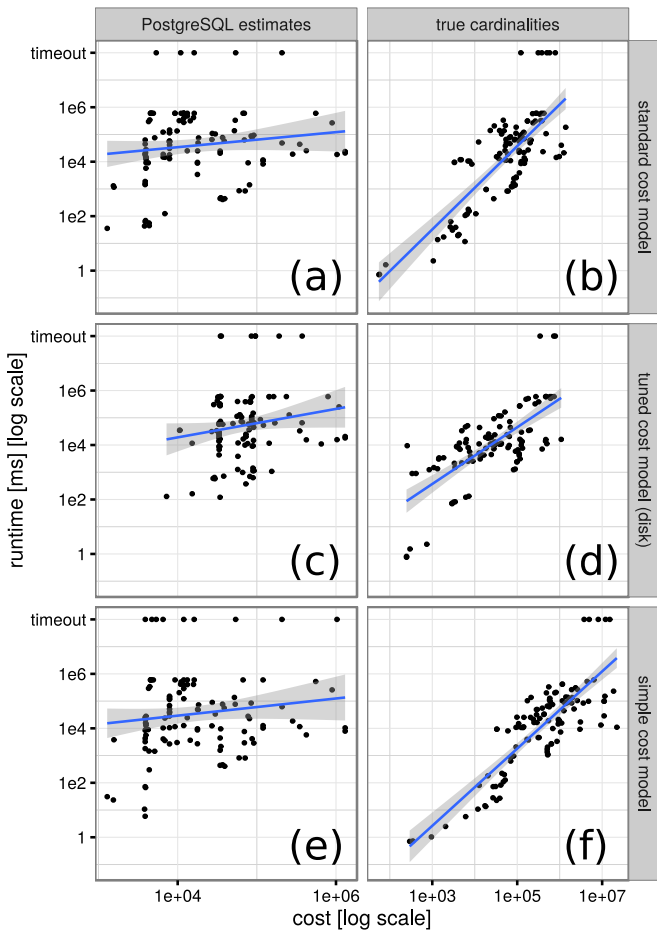 PostgreSQL estimates
true cardinalities
timeout
1e6
1e4
1e2
1
(a)
(b)
standard cost model
timeout
1e6
1e4
1e2
1
(c)
(d)
tuned cost model (disk)
runtime [ms] [log scale]
timeout
1e6
1e4
1e2
1
(e)
(f)
simple cost model
1e+04
1e+06
1e+03
1e+05
1e+07
cost [log scale]